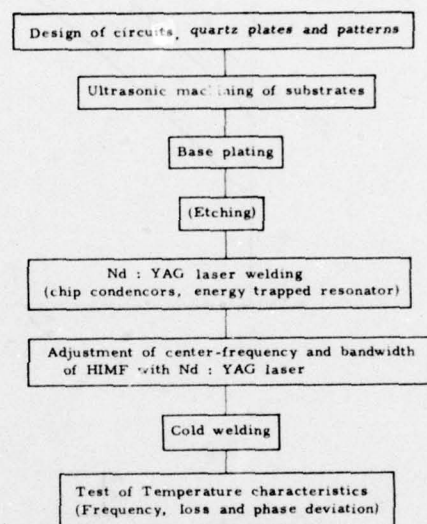 Design of circuits, quartz plates and patterns
Ultrasonic machining of substrates
Base plating
(Etching)
Nd : YAG laser welding
(chip condencors, energy trapped resonator)
Adjustment of center-frequency and bandwidth
of HIMF with Nd : YAG laser
Cold welding
Test of Temperature characteristics
(Frequency, loss and phase deviation)